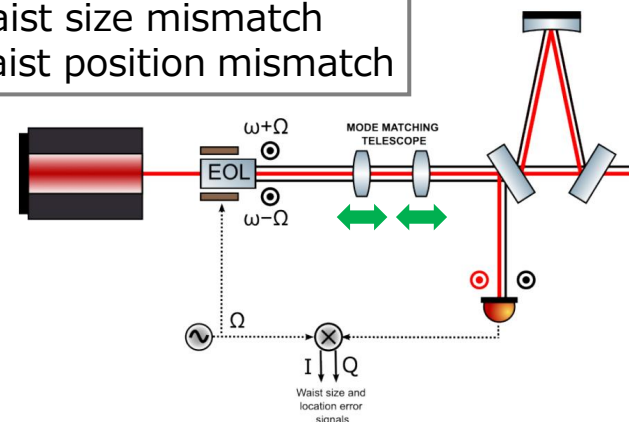 aist size mismatch
aist position mismatch
ω+Ω
MODE MATCHING
TELESCOPE
EOL
ω−Ω
Ω
I Q
Waist size and
location error
signals